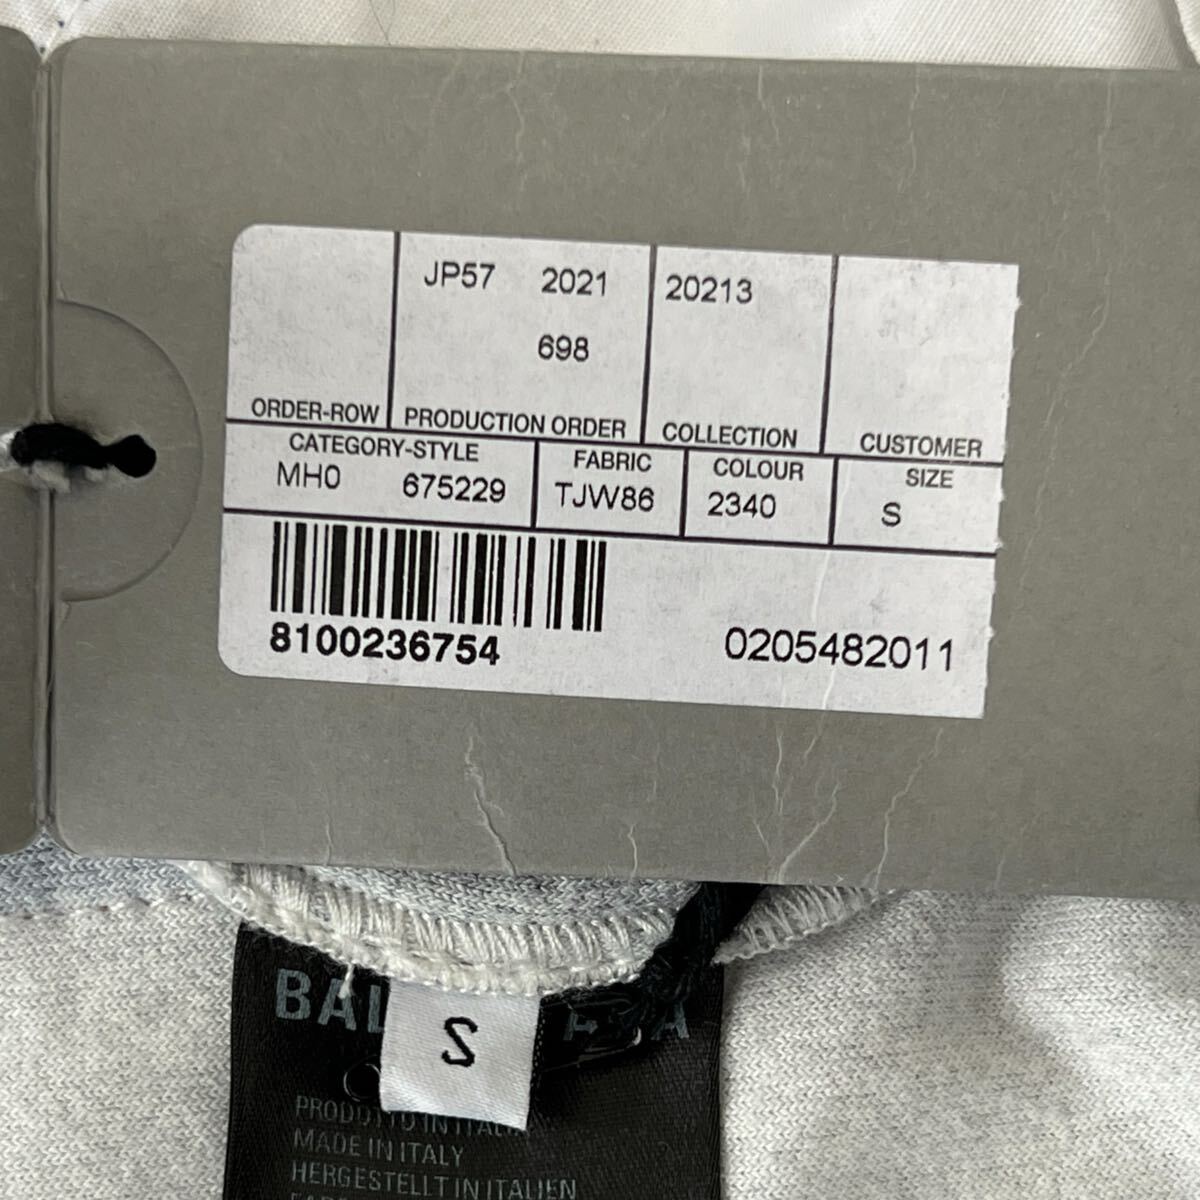 JP57 2021 20213
698
ORDER-ROW PRODUCTION ORDER COLLECTION CUSTOMER
CATEGORY-STYLE FABRIC COLOUR SIZE
MH0 675229 TJW86 2340 S
8100236754 0205482011
S
MADE IN ITALY
HERGESTELLT IN ITALIEN